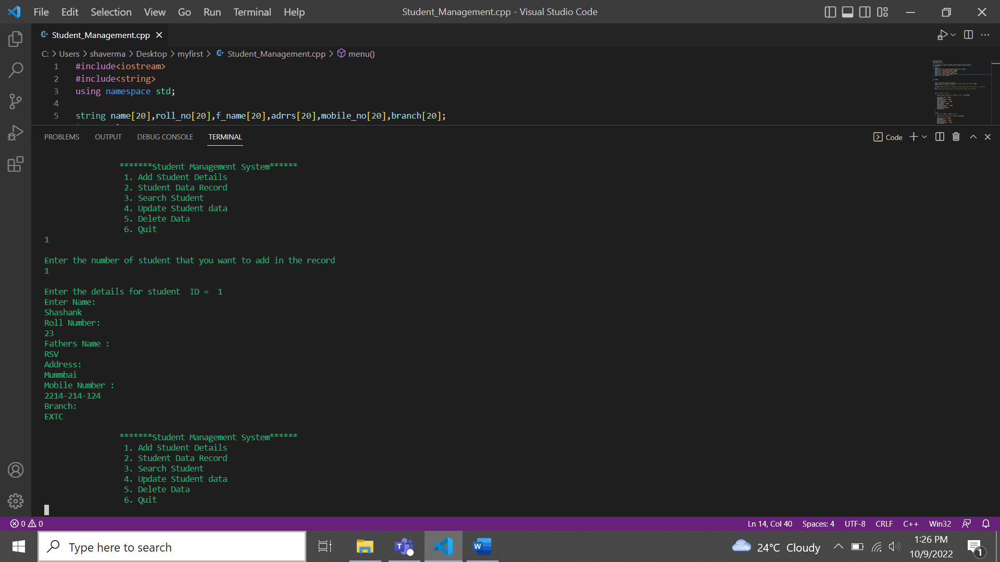 File Edit Selection View Go Run Terminal Help Student_Management.cpp - Visual Studio Code
Student_Management.cpp
C: > Users > shaverma > Desktop > myfirst > Student_Management.cpp > menu()
1 #include<iostream>
2 #include<string>
3 using namespace std;
4
5 string name[20],roll_no[20],f_name[20],adrrs[20],mobile_no[20],branch[20];
PROBLEMS OUTPUT DEBUG CONSOLE TERMINAL Code
*******Student Management System******
1. Add Student Details
2. Student Data Record
3. Search Student
4. Update Student data
5. Delete Data
6. Quit
1
Enter the number of student that you want to add in the record
1
Enter the details for student  ID =  1
Enter Name:
Shashank
Roll Number:
23
Fathers Name :
RSV
Address:
Mummbai
Mobile Number :
2214-214-124
Branch:
EXTC
*******Student Management System******
1. Add Student Details
2. Student Data Record
3. Search Student
4. Update Student data
5. Delete Data
6. Quit
0 0 Ln 14, Col 40 Spaces: 4 UTF-8 CRLF C++ Win32
Type here to search
24°C Cloudy
1:26 PM
10/9/2022
1